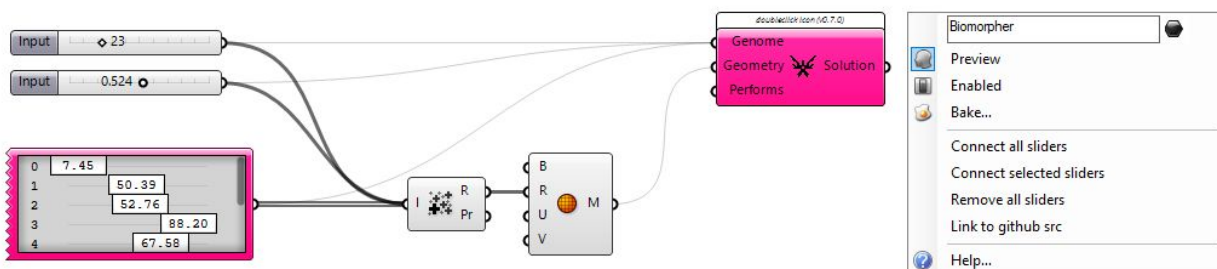 doubleclick icon (v0.7.0)
Input 23
Input 0.524
Genome
Geometry Solution
Performs
0 7.45
1 50.39
2 52.76
3 88.20
4 67.58
I R
Pr
B
R
U
V
M
Biomorpher
Preview
Enabled
Bake...
Connect all sliders
Connect selected sliders
Remove all sliders
Link to github src
Help...